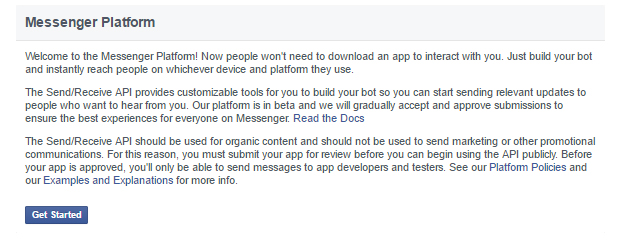 Messenger Platform
Welcome to the Messenger Platform! Now people won't need to download an app to interact with you. Just build your bot
and instantly reach people on whichever device and platform they use.
The Send/Receive API provides customizable tools for you to build your bot so you can start sending relevant updates to
people who want to hear from you. Our platform is in beta and we will gradually accept and approve submissions to
ensure the best experiences for everyone on Messenger. Read the Docs
The Send/Receive API should be used for organic content and should not be used to send marketing or other promotional
communications. For this reason, you must submit your app for review before you can begin using the API publicly. Before
your app is approved, you'll only be able to send messages to app developers and testers. See our Platform Policies and
our Examples and Explanations for more info.
Get Started